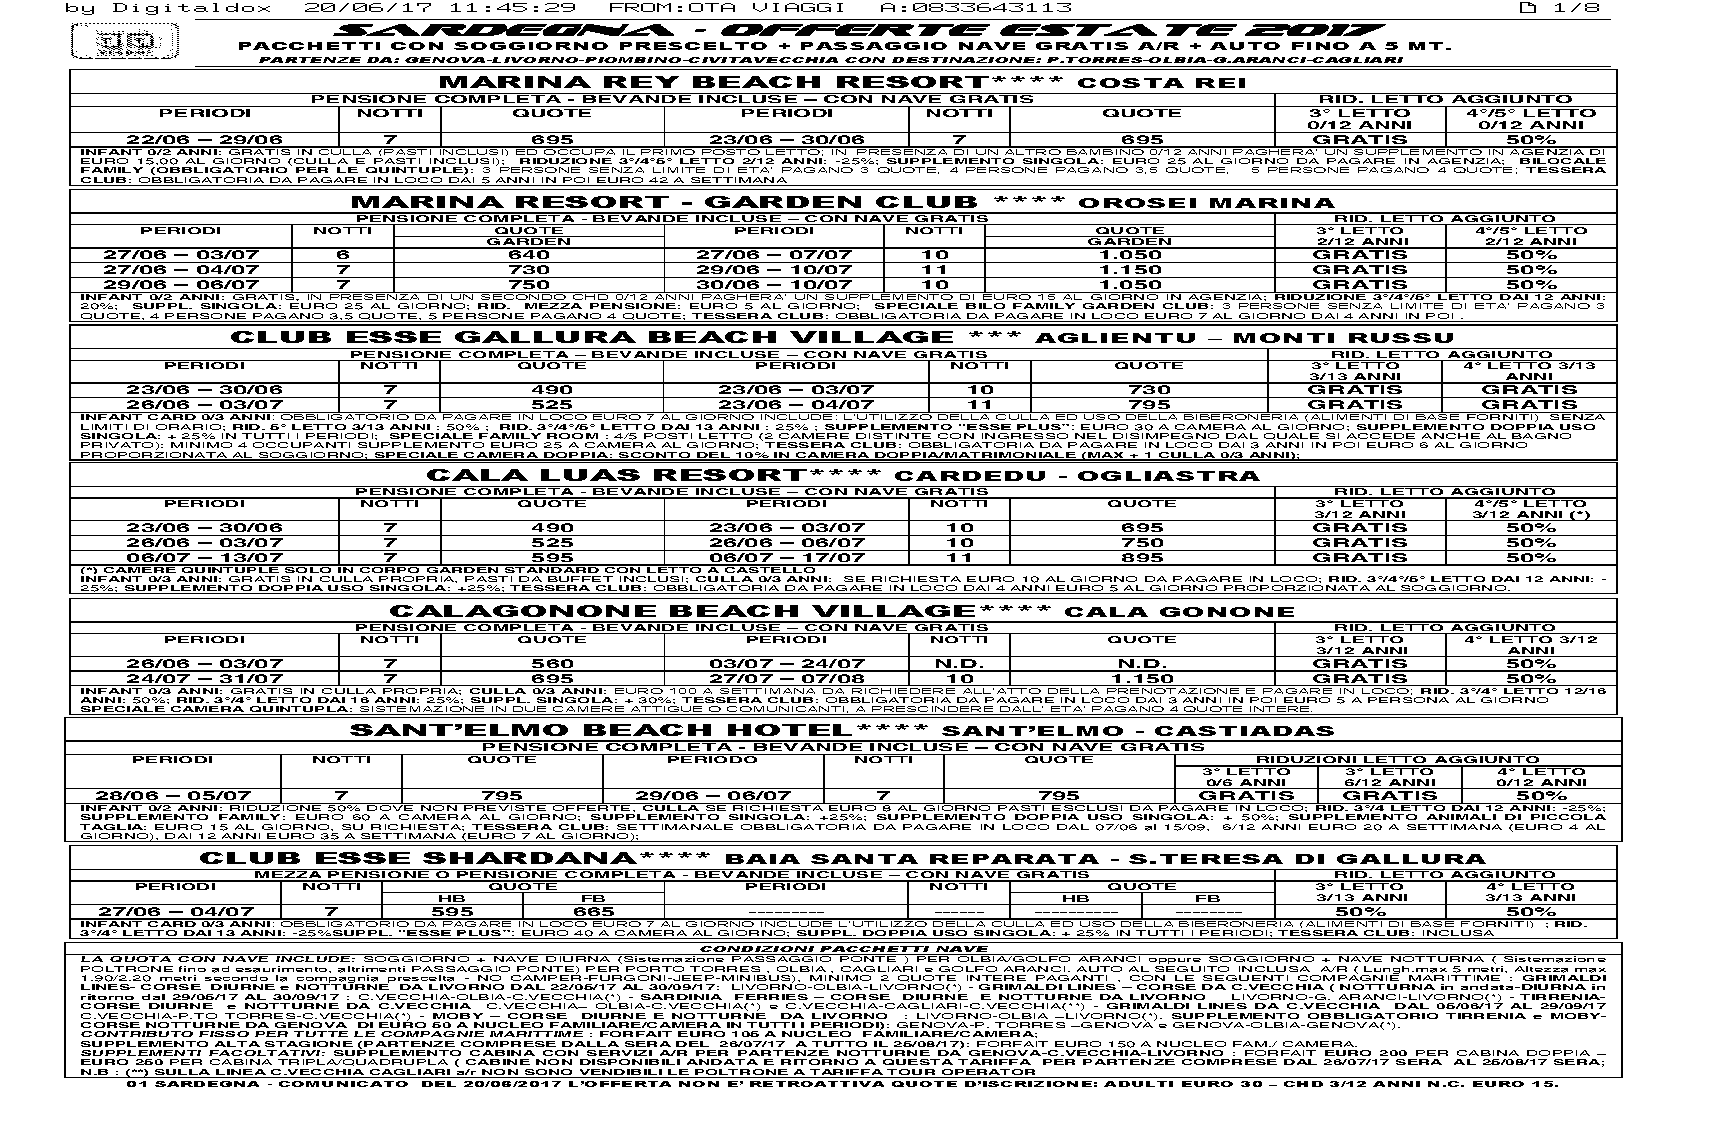 by Digitaldox 20/06/17 11:45:29 FROM:OTA VIAGGI A:0833643113 1/8
SARDEGNA - OFFERTE ESTATE 2017
PACCHETTI CON SOGGIORNO PRESCELTO + PASSAGGIO NAVE GRATIS A/R + AUTO FINO A 5 MT.
PARTENZE DA: GENOVA-LIVORNO-PIOMBINO-CIVITAVECCHIA CON DESTINAZIONE: P.TORRES-OLBIA-G.ARANCI-CAGLIARI
MARINA REY BEACH RESORT**** COSTA REI
PENSIONE COMPLETA - BEVANDE INCLUSE – CON NAVE GRATIS RID. LETTO AGGIUNTO
PERIODI NOTTI QUOTE PERIODI NOTTI QUOTE 3° LETTO 4°/5° LETTO
0/12 ANNI 0/12 ANNI
22/06 – 29/06 7 695 23/06 – 30/06 7 695 GRATIS 50%
INFANT 0/2 ANNI: GRATIS IN CULLA (PASTI INCLUSI) ED OCCUPA IL PRIMO POSTO LETTO; IN PRESENZA DI UN ALTRO BAMBINO 0/12 ANNI PAGHERA' UN SUPPLEMENTO IN AGENZIA DI
EURO 15,00 AL GIORNO (CULLA E PASTI INCLUSI); RIDUZIONE 3°/4°5° LETTO 2/12 ANNI: -25%; SUPPLEMENTO SINGOLA: EURO 25 AL GIORNO DA PAGARE IN AGENZIA; BILOCALE
FAMILY (OBBLIGATORIO PER LE QUINTUPLE): 3 PERSONE SENZA LIMITE DI ETA' PAGANO 3 QUOTE, 4 PERSONE PAGANO 3,5 QUOTE, 5 PERSONE PAGANO 4 QUOTE; TESSERA
CLUB: OBBLIGATORIA DA PAGARE IN LOCO DAI 5 ANNI IN POI EURO 42 A SETTIMANA
MARINA RESORT - GARDEN CLUB **** OROSEI MARINA
PENSIONE COMPLETA - BEVANDE INCLUSE – CON NAVE GRATIS RID. LETTO AGGIUNTO
PERIODI NOTTI QUOTE PERIODI NOTTI QUOTE 3° LETTO 4°/5° LETTO
GARDEN GARDEN 2/12 ANNI 2/12 ANNI
27/06 – 03/07 6 640 27/06 – 07/07 10 1.050 GRATIS 50%
27/06 – 04/07 7 730 29/06 – 10/07 11 1.150 GRATIS 50%
29/06 – 06/07 7 750 30/06 – 10/07 10 1.050 GRATIS 50%
INFANT 0/2 ANNI: GRATIS, IN PRESENZA DI UN SECONDO CHD 0/12 ANNI PAGHERA' UN SUPPLEMENTO DI EURO 15 AL GIORNO IN AGENZIA; RIDUZIONE 3°/4°/5° LETTO DAI 12 ANNI:
20%; SUPPL. SINGOLA: EURO 25 AL GIORNO; RID. MEZZA PENSIONE: EURO 5 AL GIORNO; SPECIALE BILO FAMILY GARDEN CLUB: 3 PERSONE SENZA LIMITE DI ETA' PAGANO 3
QUOTE, 4 PERSONE PAGANO 3,5 QUOTE, 5 PERSONE PAGANO 4 QUOTE; TESSERA CLUB: OBBLIGATORIA DA PAGARE IN LOCO EURO 7 AL GIORNO DAI 4 ANNI IN POI .
CLUB ESSE GALLURA BEACH VILLAGE *** AGLIENTU – MONTI RUSSU
PENSIONE COMPLETA – BEVANDE INCLUSE – CON NAVE GRATIS RID. LETTO AGGIUNTO
PERIODI NOTTI QUOTE PERIODI NOTTI QUOTE 3° LETTO 4° LETTO 3/13
3/13 ANNI ANNI
23/06 – 30/06 7 490 23/06 – 03/07 10 730 GRATIS GRATIS
26/06 – 03/07 7 525 23/06 – 04/07 11 795 GRATIS GRATIS
INFANT CARD 0/3 ANNI: OBBLIGATORIO DA PAGARE IN LOCO EURO 7 AL GIORNO INCLUDE: L'UTILIZZO DELLA CULLA ED USO DELLA BIBERONERIA (ALIMENTI DI BASE FORNITI) SENZA
LIMITI DI ORARIO; RID. 5° LETTO 3/13 ANNI : 50% ; RID. 3°/4°/5° LETTO DAI 13 ANNI : 25% ; SUPPLEMENTO "ESSE PLUS": EURO 30 A CAMERA AL GIORNO; SUPPLEMENTO DOPPIA USO
SINGOLA: +25% IN TUTTI I PERIODI; SPECIALE FAMILY ROOM : 4/5 POSTI LETTO (2 CAMERE DISTINTE CON INGRESSO NEL DISIMPEGNO DAL QUALE SI ACCEDE ANCHE AL BAGNO
PRIVATO): MINIMO 4 OCCUPANTI SUPPLEMENTO EURO 25 A CAMERA AL GIORNO; TESSERA CLUB: OBBLIGATORIA DA PAGARE IN LOCO DAI 3 ANNI IN POI EURO 6 AL GIORNO
PROPORZIONATA AL SOGGIORNO; SPECIALE CAMERA DOPPIA: SCONTO DEL 10% IN CAMERA DOPPIA/MATRIMONIALE (MAX + 1 CULLA 0/3 ANNI);
CALA LUAS RESORT**** CARDEDU - OGLIASTRA
PENSIONE COMPLETA - BEVANDE INCLUSE – CON NAVE GRATIS RID. LETTO AGGIUNTO
PERIODI NOTTI QUOTE PERIODI NOTTI QUOTE 3° LETTO 4°/5° LETTO
3/12 ANNI 3/12 ANNI (*)
23/06 – 30/06 7 490 23/06 – 03/07 10 695 GRATIS 50%
26/06 – 03/07 7 525 26/06 – 06/07 10 750 GRATIS 50%
06/07 – 13/07 7 595 06/07 – 17/07 11 895 GRATIS 50%
(*) CAMERE QUINTUPLE SOLO IN CORPO GARDEN STANDARD CON LETTO A CASTELLO
INFANT 0/3 ANNI: GRATIS IN CULLA PROPRIA, PASTI DA BUFFET INCLUSI; CULLA 0/3 ANNI: SE RICHIESTA EURO 10 AL GIORNO DA PAGARE IN LOCO; RID. 3°/4°/5° LETTO DAI 12 ANNI: -
25%; SUPPLEMENTO DOPPIA USO SINGOLA: +25%; TESSERA CLUB: OBBLIGATORIA DA PAGARE IN LOCO DAI 4 ANNI EURO 5 AL GIORNO PROPORZIONATA AL SOGGIORNO.
CALAGONONE BEACH VILLAGE**** CALA GONONE
PENSIONE COMPLETA - BEVANDE INCLUSE – CON NAVE GRATIS RID. LETTO AGGIUNTO
PERIODI NOTTI QUOTE PERIODI NOTTI QUOTE 3° LETTO 4° LETTO 3/12
3/12 ANNI ANNI
26/06 – 03/07 7 560 03/07 – 24/07 N.D. N.D. GRATIS 50%
24/07 – 31/07 7 695 27/07 – 07/08 10 1.150 GRATIS 50%
INFANT 0/3 ANNI: GRATIS IN CULLA PROPRIA; CULLA 0/3 ANNI: EURO 100 A SETTIMANA DA RICHIEDERE ALL'ATTO DELLA PRENOTAZIONE E PAGARE IN LOCO; RID. 3°/4° LETTO 12/16
ANNI: 50%; RID. 3°/4° LETTO DAI 16 ANNI: 25%; SUPPL. SINGOLA: + 30%; TESSERA CLUB: OBBLIGATORIA DA PAGARE IN LOCO DAI 3 ANNI IN POI EURO 5 A PERSONA AL GIORNO
SPECIALE CAMERA QUINTUPLA: SISTEMAZIONE IN DUE CAMERE ATTIGUE O COMUNICANTI, A PRESCINDERE DALL' ETA' PAGANO 4 QUOTE INTERE.
SANT'ELMO BEACH HOTEL**** SANT'ELMO - CASTIADAS
PENSIONE COMPLETA - BEVANDE INCLUSE – CON NAVE GRATIS
PERIODI NOTTI QUOTE PERIODO NOTTI QUOTE RIDUZIONI LETTO AGGIUNTO
3° LETTO 3° LETTO 4° LETTO
0/6 ANNI 6/12 ANNI 0/12 ANNI
28/06 – 05/07 7 795 29/06 – 06/07 7 795 GRATIS GRATIS 50%
INFANT 0/2 ANNI: RIDUZIONE 50% DOVE NON PREVISTE OFFERTE, CULLA SE RICHIESTA EURO 8 AL GIORNO PASTI ESCLUSI DA PAGARE IN LOCO; RID. 3°/4 LETTO DAI 12 ANNI: -25%;
SUPPLEMENTO FAMILY: EURO 60 A CAMERA AL GIORNO; SUPPLEMENTO SINGOLA: +25%; SUPPLEMENTO DOPPIA USO SINGOLA: + 50%; SUPPLEMENTO ANIMALI DI PICCOLA
TAGLIA: EURO 15 AL GIORNO, SU RICHIESTA; TESSERA CLUB: SETTIMANALE OBBLIGATORIA DA PAGARE IN LOCO DAL 07/06 al 15/09, 6/12 ANNI EURO 20 A SETTIMANA (EURO 4 AL
GIORNO), DAI 12 ANNI EURO 35 A SETTIMANA (EURO 7 AL GIORNO);
CLUB ESSE SHARDANA**** BAIA SANTA REPARATA - S.TERESA DI GALLURA
MEZZA PENSIONE O PENSIONE COMPLETA - BEVANDE INCLUSE – CON NAVE GRATIS RID. LETTO AGGIUNTO
PERIODI NOTTI QUOTE PERIODI NOTTI QUOTE 3° LETTO 4° LETTO
HB FB HB FB 3/13 ANNI 3/13 ANNI
27/06 – 04/07 7 595 665 --------- ------ ---------- -------- 50% 50%
INFANT CARD 0/3 ANNI: OBBLIGATORIO DA PAGARE IN LOCO EURO 7 AL GIORNO INCLUDE L'UTILIZZO DELLA CULLA ED USO DELLA BIBERONERIA (ALIMENTI DI BASE FORNITI) ; RID.
3°/4° LETTO DAI 13 ANNI: -25%SUPPL. "ESSE PLUS": EURO 40 A CAMERA AL GIORNO; SUPPL. DOPPIA USO SINGOLA: + 25% IN TUTTI I PERIODI; TESSERA CLUB: INCLUSA
CONDIZIONI PACCHETTI NAVE
LA QUOTA CON NAVE INCLUDE: SOGGIORNO + NAVE DIURNA (Sistemazione PASSAGGIO PONTE ) PER OLBIA/GOLFO ARANCI oppure SOGGIORNO + NAVE NOTTURNA ( Sistemazione in
POLTRONE fino ad esaurimento, altrimenti PASSAGGIO PONTE) PER PORTO TORRES , OLBIA , CAGLIARI e GOLFO ARANCI. AUTO AL SEGUITO INCLUSA A/R ( Lungh.max 5 metri, Altezza max
1,90/2.20 metri secondo la compagnia prescelta - NO CAMPER-FURGONI-JEEP-MINIBUS), MINIMO 2 QUOTE INTERE PAGANTI , CON LE SEGUENTI COMPAGNIE MARITTIME : GRIMALDI
LINES- CORSE DIURNE e NOTTURNE DA LIVORNO DAL 22/05/17 AL 30/09/17: LIVORNO-OLBIA-LIVORNO(*) - GRIMALDI LINES – CORSE DA C.VECCHIA ( NOTTURNA in andata-DIURNA in
ritorno dal 29/05/17 AL 30/09/17 : C.VECCHIA-OLBIA-C.VECCHIA(*) - SARDINIA FERRIES – CORSE DIURNE E NOTTURNE DA LIVORNO LIVORNO-G. ARANCI-LIVORNO(*) - TIRRENIA-
CORSE DIURNE e NOTTURNE DA C.VECCHIA C.VECCHIA– OLBIA-C.VECCHIA(*) e C.VECCHIA-CAGLIARI-C.VECCHIA(**) - GRIMALDI LINES DA C.VECCHIA DAL 05/06/17 AL 29/09/17
C.VECCHIA-P.TO TORRES-C.VECCHIA(*) - MOBY – CORSE DIURNE E NOTTURNE DA LIVORNO : LIVORNO-OLBIA –LIVORNO(*). SUPPLEMENTO OBBLIGATORIO TIRRENIA e MOBY-
CORSE NOTTURNE DA GENOVA DI EURO 50 A NUCLEO FAMILIARE/CAMERA IN TUTTI I PERIODI): GENOVA-P. TORRES –GENOVA e GENOVA-OLBIA-GENOVA(*).
CONTRIBUTO FISSO PER TUTTE LE COMPAGNIE MARITTIME : FORFAIT EURO 105 A NUCLEO FAMILIARE/CAMERA;
SUPPLEMENTO ALTA STAGIONE (PARTENZE COMPRESE DALLA SERA DEL 26/07/17 A TUTTO IL 25/08/17): FORFAIT EURO 150 A NUCLEO FAM./ CAMERA.
SUPPLEMENTI FACOLTATIVI: SUPPLEMENTO CABINA CON SERVIZI A/R PER PARTENZE NOTTURNE DA GENOVA-C.VECCHIA-LIVORNO : FORFAIT EURO 200 PER CABINA DOPPIA –
EURO 250 PER CABINA TRIPLA/QUADRUPLA ( CABINE NON DISPONIBILI ANDATA E RITORNO A QUESTA TARIFFA PER PARTENZE COMPRESE DAL 26/07/17 SERA AL 25/08/17 SERA;
N.B : (**) SULLA LINEA C.VECCHIA CAGLIARI a/r NON SONO VENDIBILI LE POLTRONE A TARIFFA TOUR OPERATOR
01 SARDEGNA - COMUNICATO DEL 20/06/2017 L'OFFERTA NON E' RETROATTIVA QUOTE D'ISCRIZIONE: ADULTI EURO 30 – CHD 3/12 ANNI N.C. EURO 15.